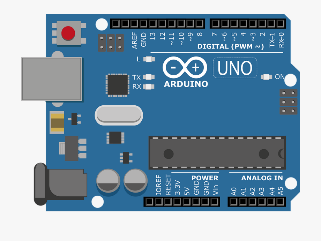 AREF
GND
13
12
~11
~10
~9
8
7
~6
~5
4
~3
2
TX-1
RX-0
DIGITAL (PWM ~)
L
TX
RX
ARDUINO
UNO
ON
POWER
ANALOG IN
IOREF
RESET
3.3V
5V
GND
GND
Vin
A0
A1
A2
A3
A4
A5